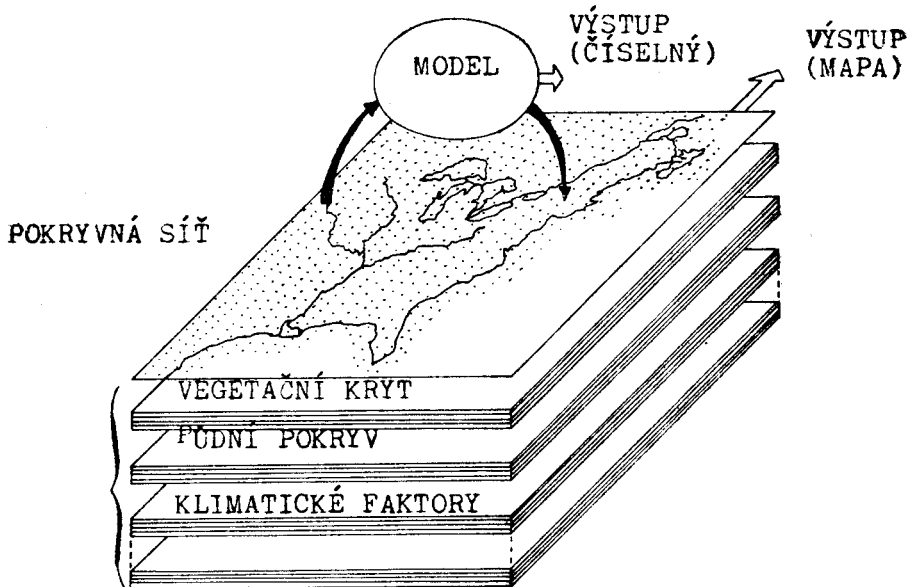 MODEL
VÝSTUP
(ČÍSELNÝ)
VÝSTUP
(MAPA)
POKRYVNÁ SÍŤ
VEGETAČNÍ KRYT
PŮDNÍ POKRYV
KLIMATICKÉ FAKTORY